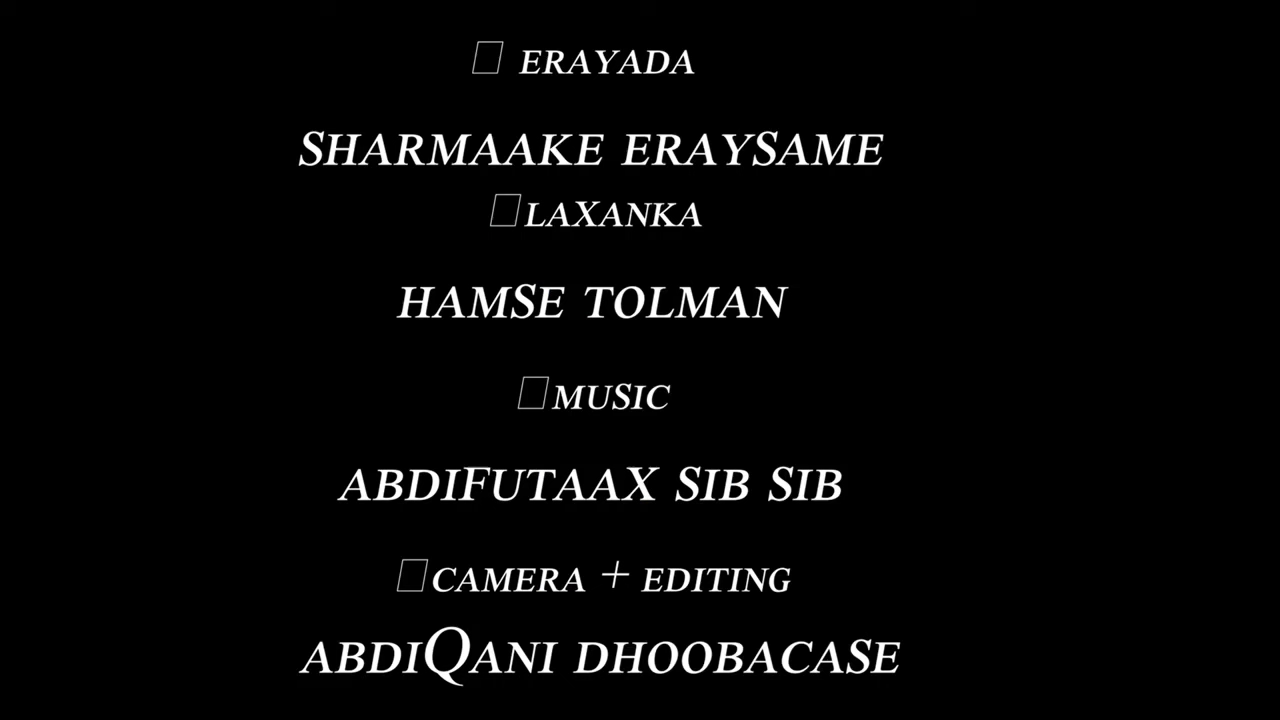 ERAYADA
SHARMAAKE ERAYSAME
LAXANKA
HAMSE TOLMAN
MUSIC
ABDIFUTAAX SIB SIB
CAMERA + EDITING
ABDIQANI DHOOBACASE